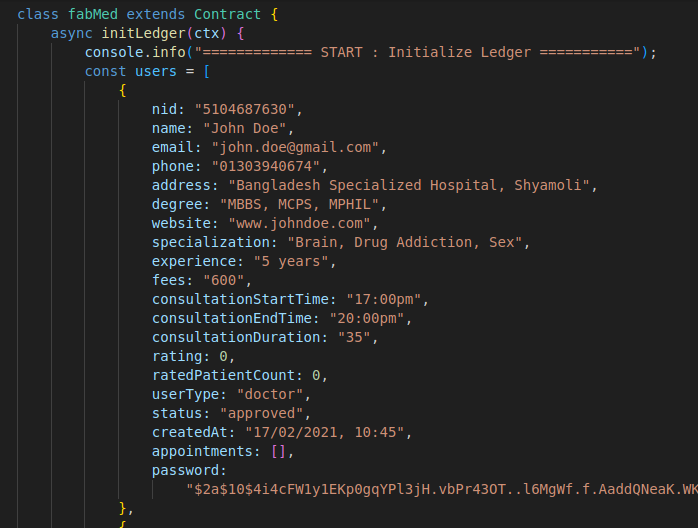 class fabMed extends Contract {
async initLedger(ctx) {
console.info("============= START : Initialize Ledger ===========");
const users = [
{
nid: "5104687630",
name: "John Doe",
email: "john.doe@gmail.com",
phone: "01303940674",
address: "Bangladesh Specialized Hospital, Shyamoli",
degree: "MBBS, MCPS, MPHIL",
website: "www.johndoe.com",
specialization: "Brain, Drug Addiction, Sex",
experience: "5 years",
fees: "600",
consultationStartTime: "17:00pm",
consultationEndTime: "20:00pm",
consultationDuration: "35",
rating: 0,
ratedPatientCount: 0,
userType: "doctor",
status: "approved",
createdAt: "17/02/2021, 10:45",
appointments: [],
password:
"$2a$10$4i4cFW1y1EKp0gqYPl3jH.vbPr43OT..l6MgWf.f.AaddQNeaK.WK
},
{